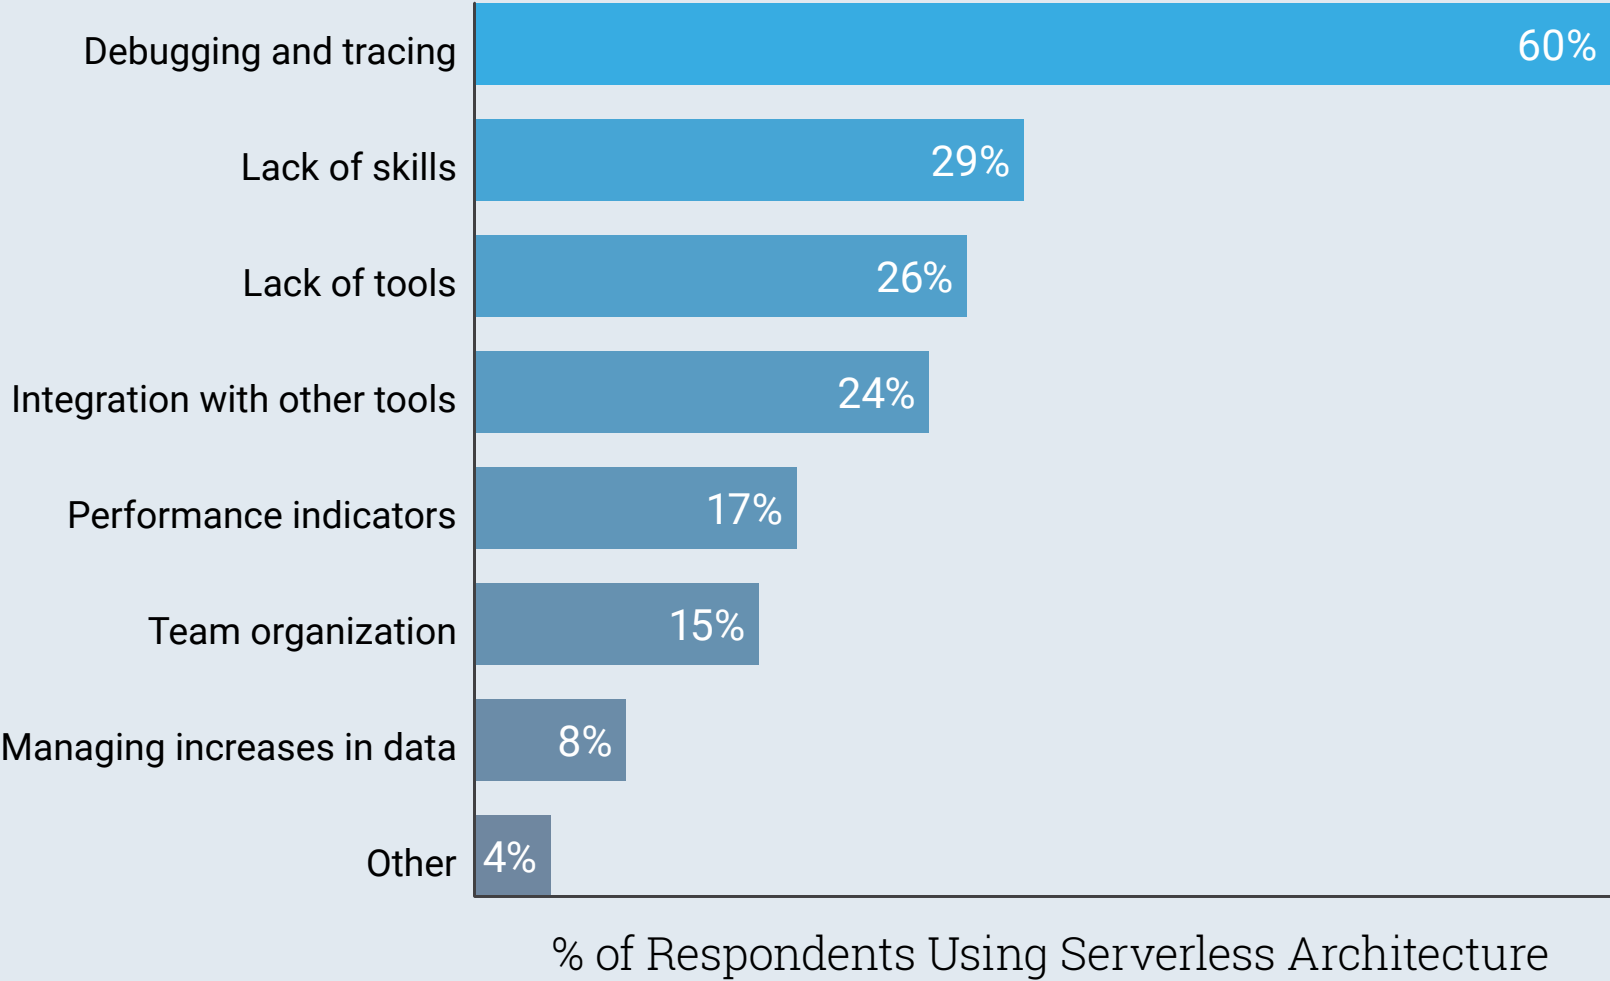 Debugging and tracing 60%
Lack of skills 29%
Lack of tools 26%
Integration with other tools 24%
Performance indicators 17%
Team organization 15%
Managing increases in data 8%
Other 4%
% of Respondents Using Serverless Architecture